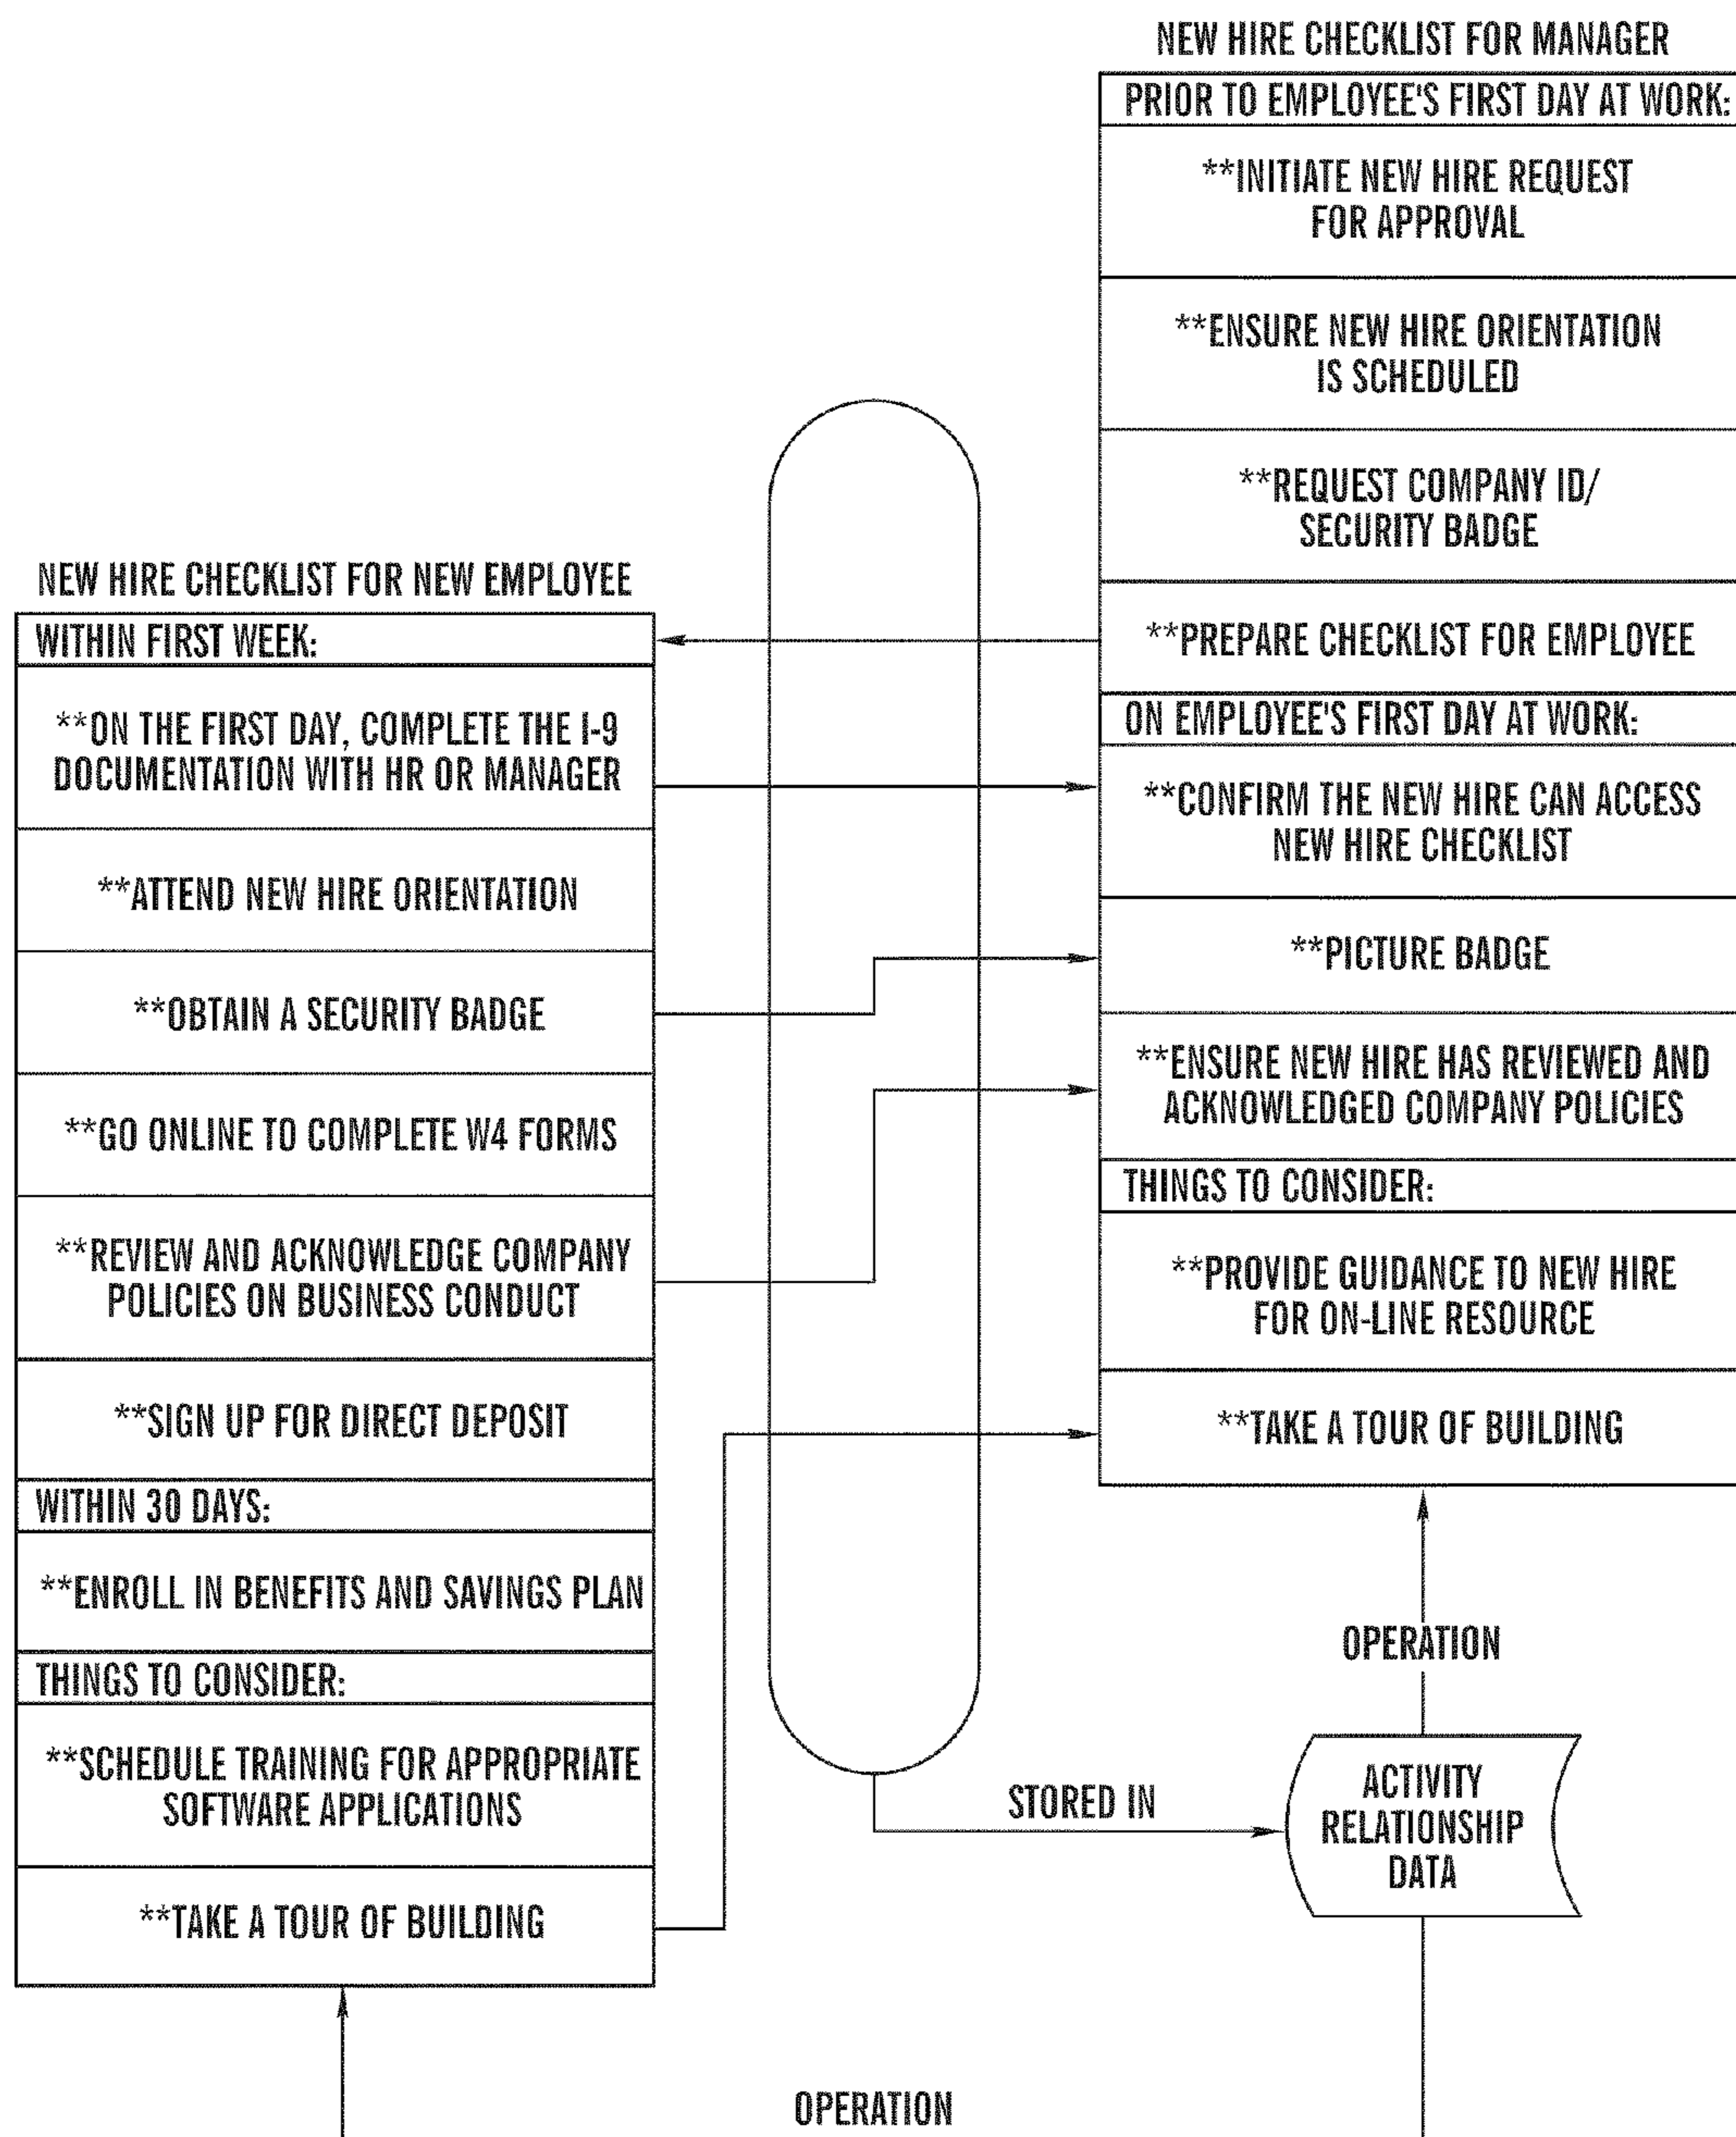 NEW HIRE CHECKLIST FOR MANAGER
PRIOR TO EMPLOYEE'S FIRST DAY AT WORK:
**INITIATE NEW HIRE REQUEST
FOR APPROVAL
**ENSURE NEW HIRE ORIENTATION
IS SCHEDULED
**REQUEST COMPANY ID/
SECURITY BADGE
**PREPARE CHECKLIST FOR EMPLOYEE
ON EMPLOYEE'S FIRST DAY AT WORK:
**CONFIRM THE NEW HIRE CAN ACCESS
NEW HIRE CHECKLIST
**PICTURE BADGE
**ENSURE NEW HIRE HAS REVIEWED AND
ACKNOWLEDGED COMPANY POLICIES
THINGS TO CONSIDER:
**PROVIDE GUIDANCE TO NEW HIRE
FOR ON-LINE RESOURCE
**TAKE A TOUR OF BUILDING
NEW HIRE CHECKLIST FOR NEW EMPLOYEE
WITHIN FIRST WEEK:
**ON THE FIRST DAY, COMPLETE THE I-9
DOCUMENTATION WITH HR OR MANAGER
**ATTEND NEW HIRE ORIENTATION
**OBTAIN A SECURITY BADGE
**GO ONLINE TO COMPLETE W4 FORMS
**REVIEW AND ACKNOWLEDGE COMPANY
POLICIES ON BUSINESS CONDUCT
**SIGN UP FOR DIRECT DEPOSIT
WITHIN 30 DAYS:
**ENROLL IN BENEFITS AND SAVINGS PLAN
THINGS TO CONSIDER:
**SCHEDULE TRAINING FOR APPROPRIATE
SOFTWARE APPLICATIONS
**TAKE A TOUR OF BUILDING
OPERATION
STORED IN
ACTIVITY
RELATIONSHIP
DATA
OPERATION